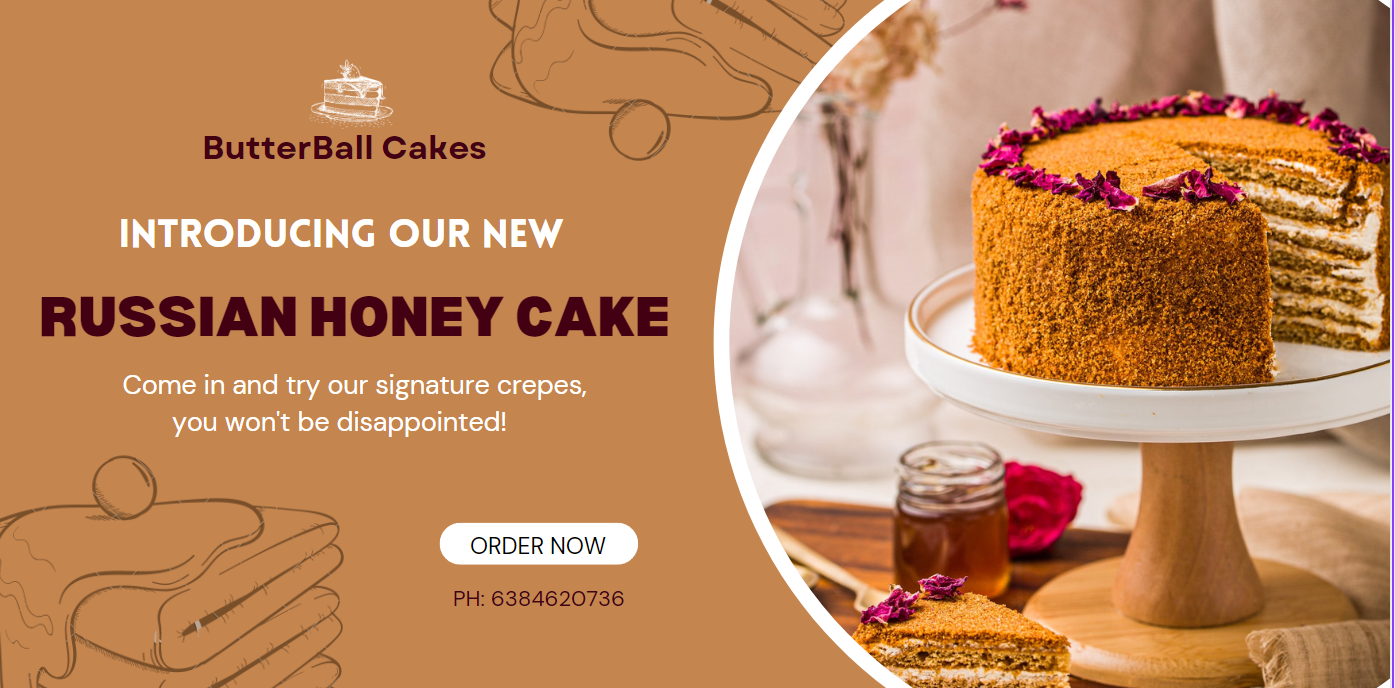 ButterBall Cakes
INTRODUCING OUR NEW
RUSSIAN HONEY CAKE
Come in and try our signature crepes,
you won't be disappointed!
ORDER NOW
PH: 6384620736